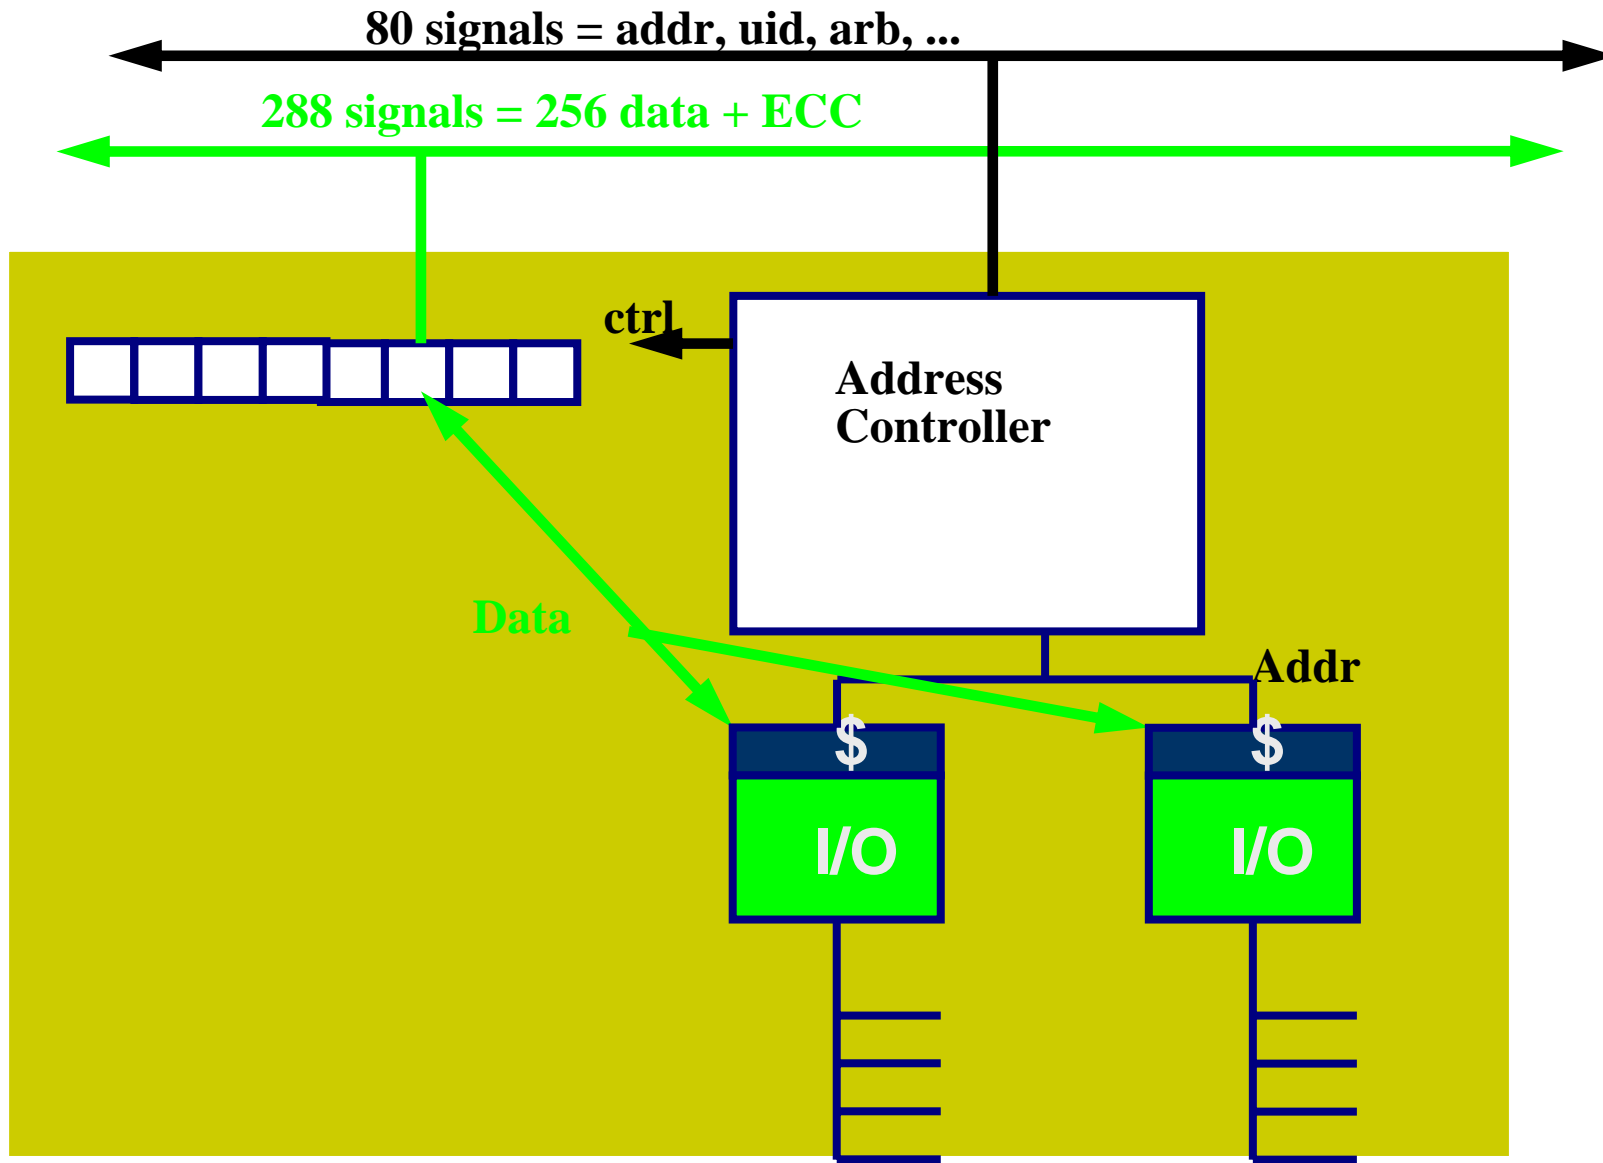 80 signals = addr, uid, arb, ...
288 signals = 256 data + ECC
ctrl
Address
Controller
Data
Addr
$
$
I/O
I/O